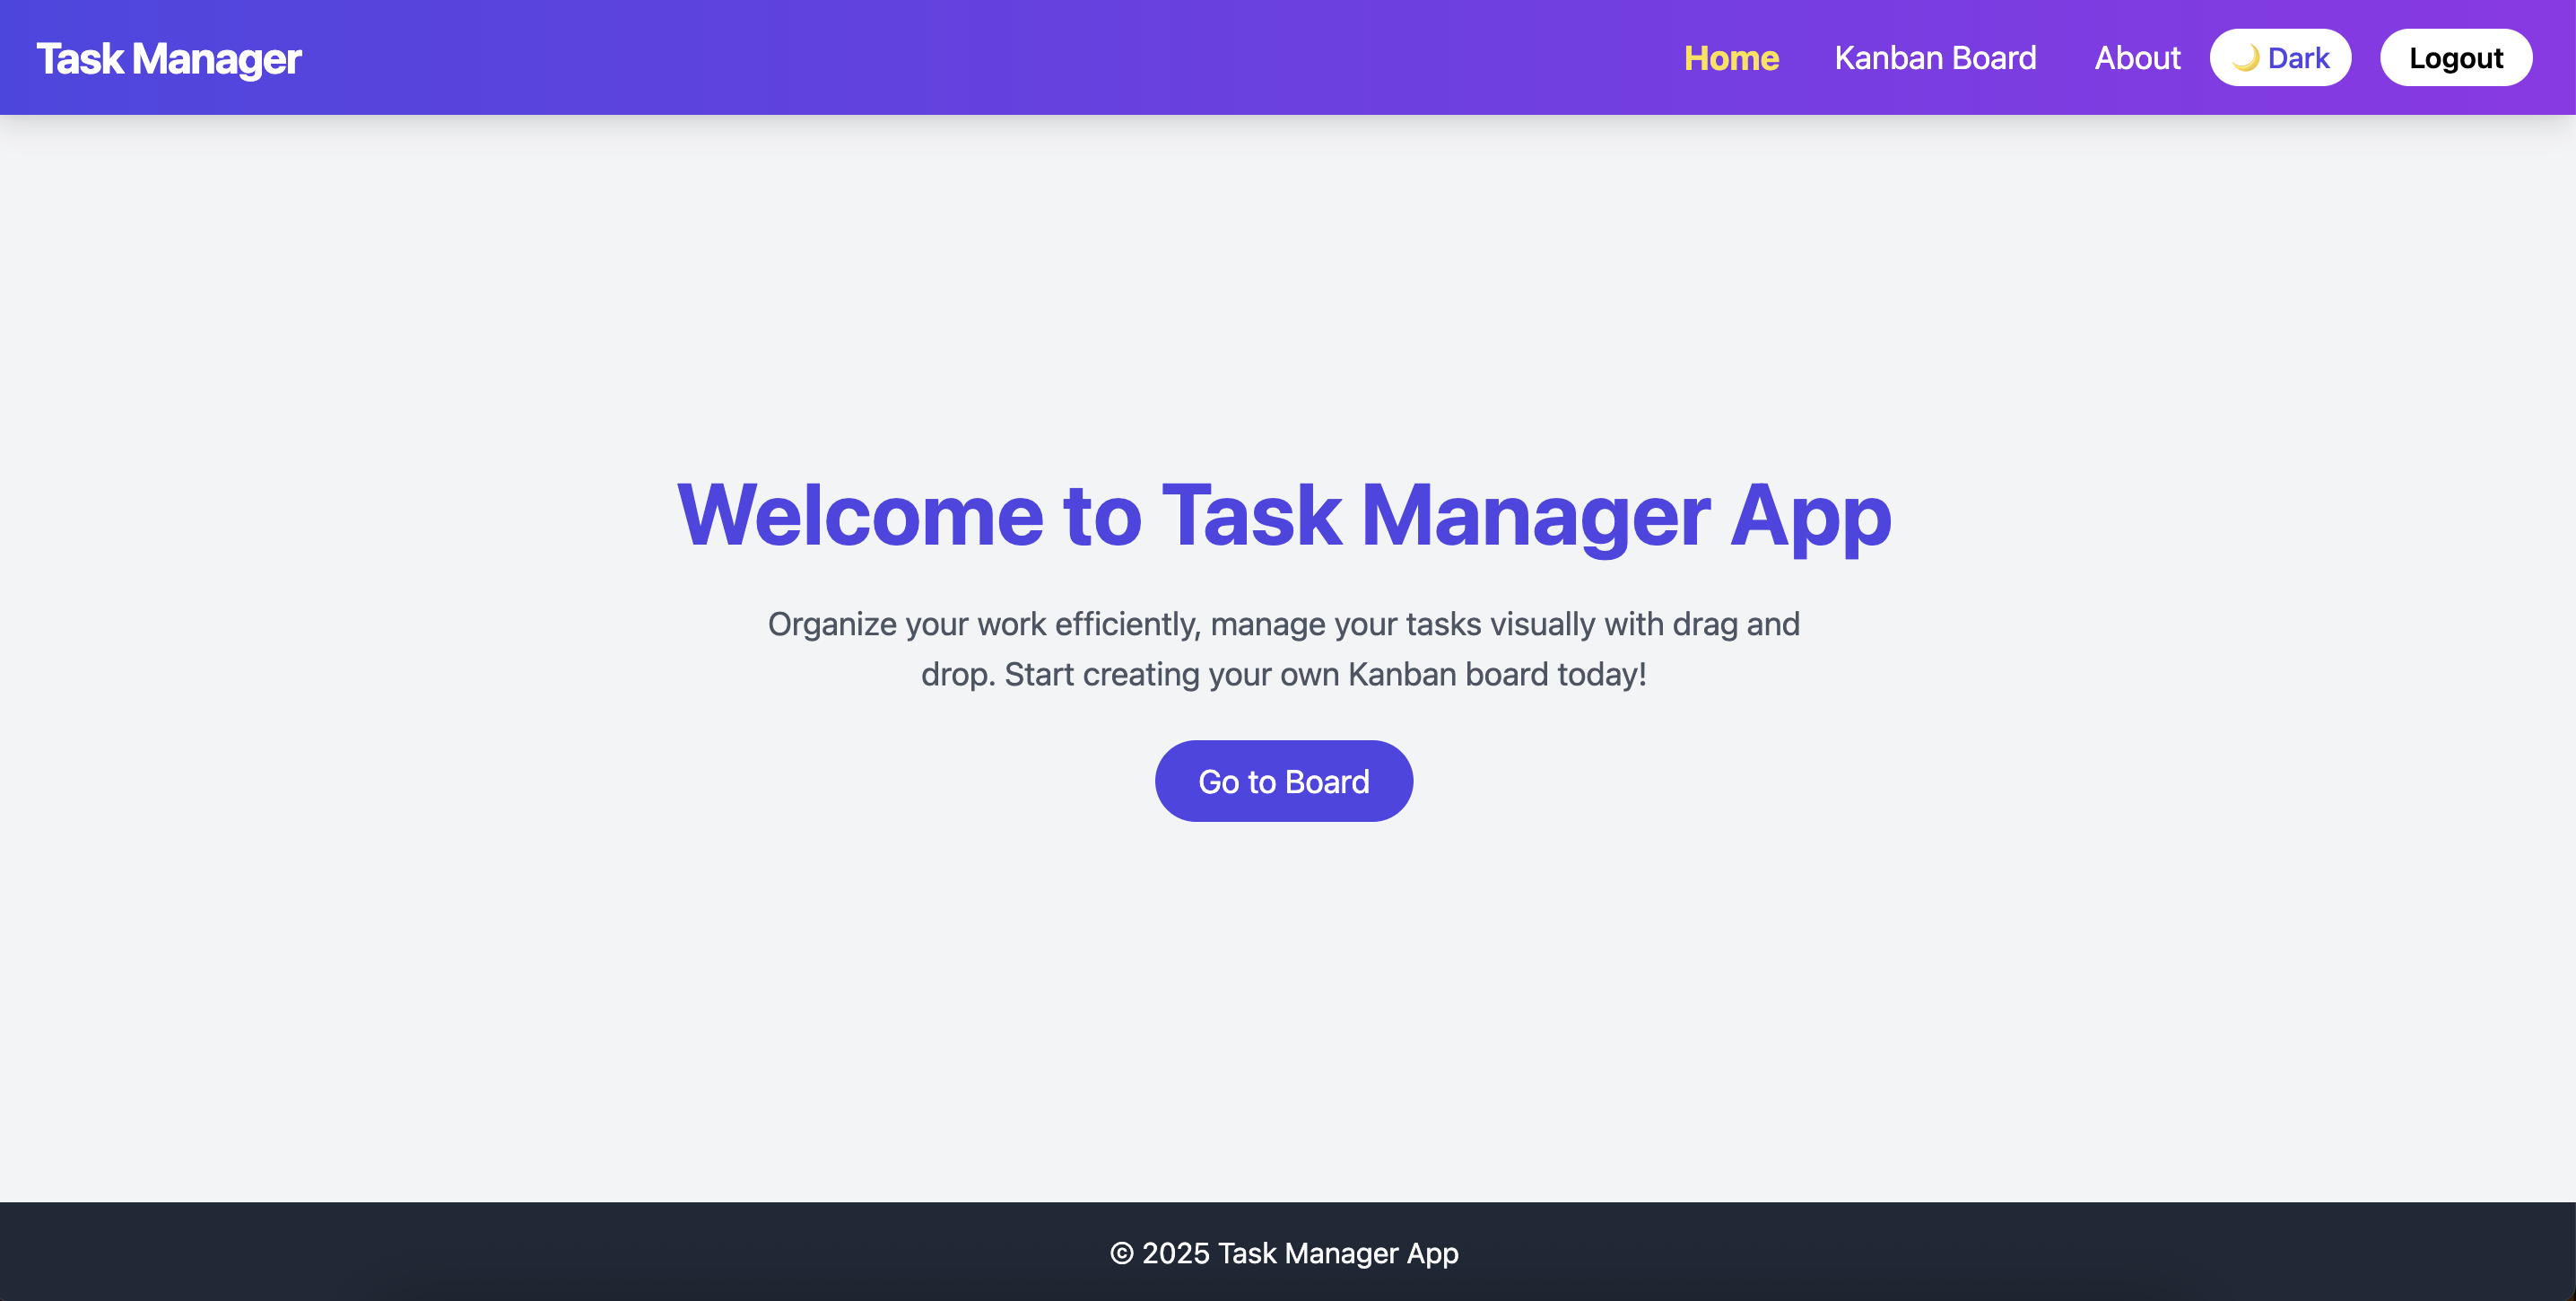 Task Manager
Home Kanban Board About 🌙 Dark Logout
Welcome to Task Manager App
Organize your work efficiently, manage your tasks visually with drag and
drop. Start creating your own Kanban board today!
Go to Board
© 2025 Task Manager App